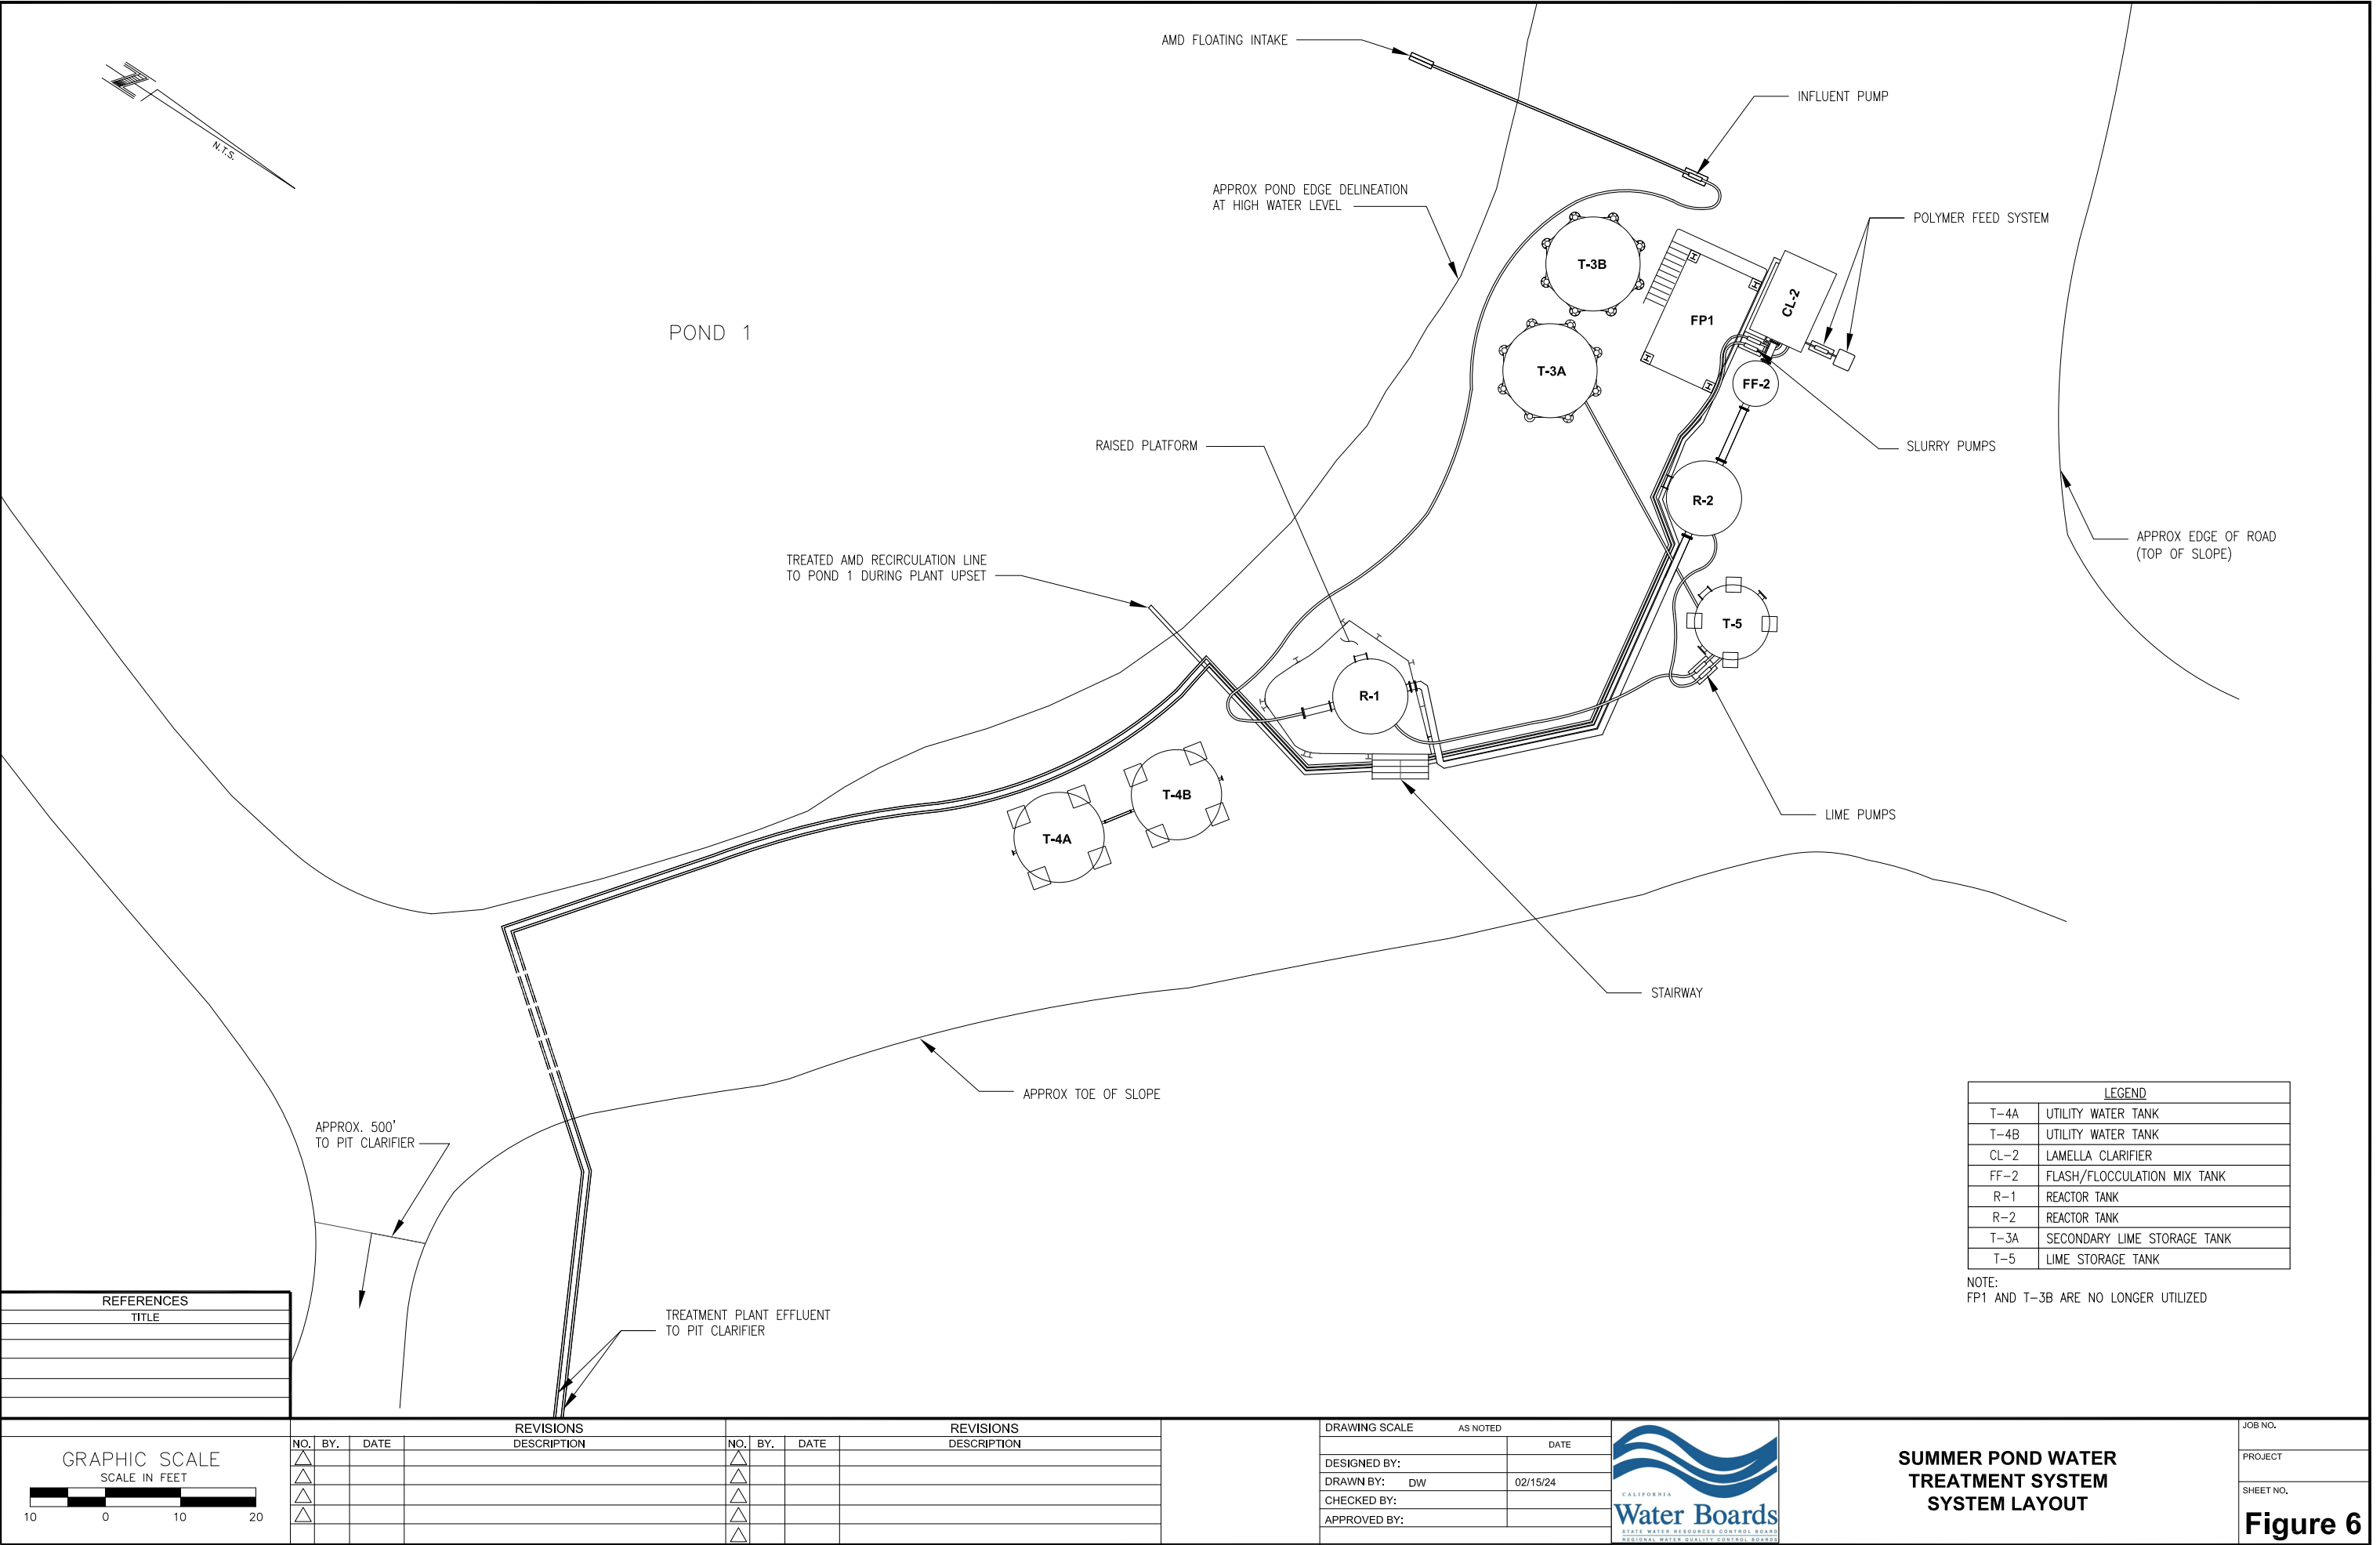 AMD FLOATING INTAKE
INFLUENT PUMP
N
N.T.S.
APPROX POND EDGE DELINEATION
AT HIGH WATER LEVEL
POLYMER FEED SYSTEM
T-3B
CL-2
FP1
POND 1
T-3A
FF-2
RAISED PLATFORM
SLURRY PUMPS
R-2
APPROX EDGE OF ROAD
(TOP OF SLOPE)
TREATED AMD RECIRCULATION LINE
TO POND 1 DURING PLANT UPSET
T-5
R-1
T-4B
LIME PUMPS
T-4A
STAIRWAY
APPROX TOE OF SLOPE
APPROX. 500'
TO PIT CLARIFIER
LEGEND
T-4A UTILITY WATER TANK
T-4B UTILITY WATER TANK
CL-2 LAMELLA CLARIFIER
FF-2 FLASH/FLOCCULATION MIX TANK
R-1 REACTOR TANK
R-2 REACTOR TANK
T-3A SECONDARY LIME STORAGE TANK
T-5 LIME STORAGE TANK
NOTE:
FP1 AND T-3B ARE NO LONGER UTILIZED
TREATMENT PLANT EFFLUENT
TO PIT CLARIFIER
REFERENCES
TITLE
GRAPHIC SCALE
SCALE IN FEET
10 0 10 20
REVISIONS
NO. BY. DATE DESCRIPTION
REVISIONS
NO. BY. DATE DESCRIPTION
DRAWING SCALE AS NOTED
DATE
DESIGNED BY:
DRAWN BY: DW 02/15/24
CHECKED BY:
APPROVED BY:
CALIFORNIA
Water Boards
STATE WATER RESOURCES CONTROL BOARD
REGIONAL WATER QUALITY CONTROL BOARDS
SUMMER POND WATER
TREATMENT SYSTEM
SYSTEM LAYOUT
JOB NO.
PROJECT
SHEET NO.
Figure 6